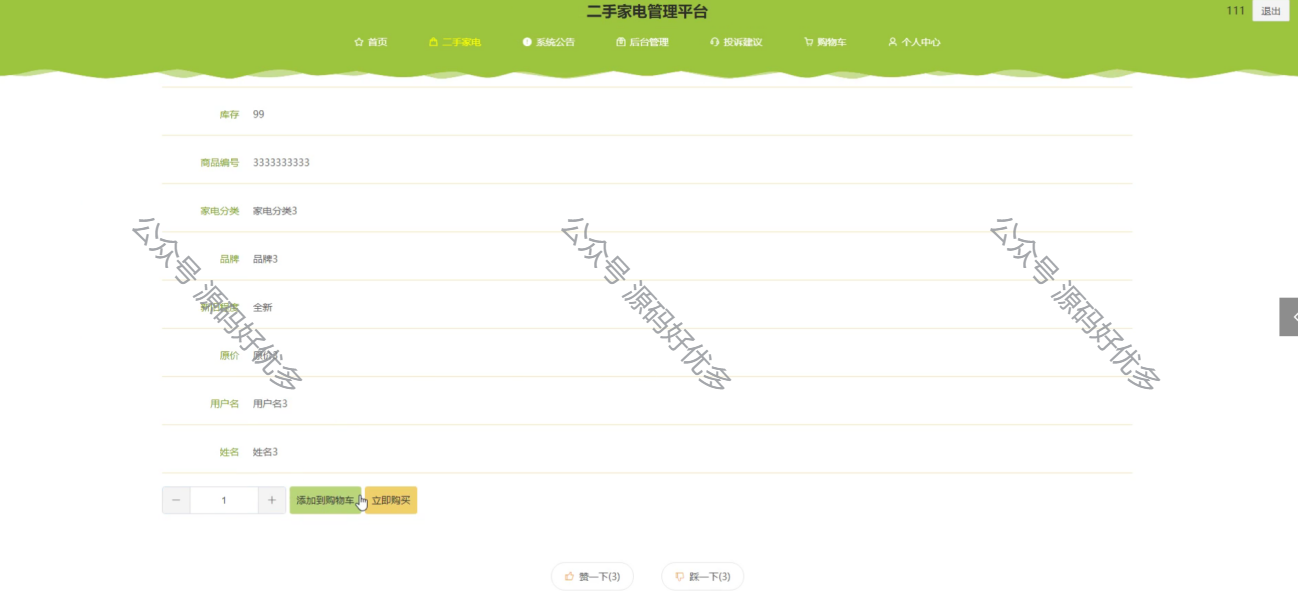 二手家电管理平台
111 退出
首页 二手家电 系统公告 后台管理 投诉建议 购物车 个人中心
库存 99
商品编号 3333333333
家电分类 家电分类3
品牌 品牌3
新旧程度 全新
原价 原价3
用户名 用户名3
姓名 姓名3
- 1 + 添加到购物车 立即购买
赞一下(3) 踩一下(3)
公众号 源码好优多
公众号 源码好优多
公众号 源码好优多